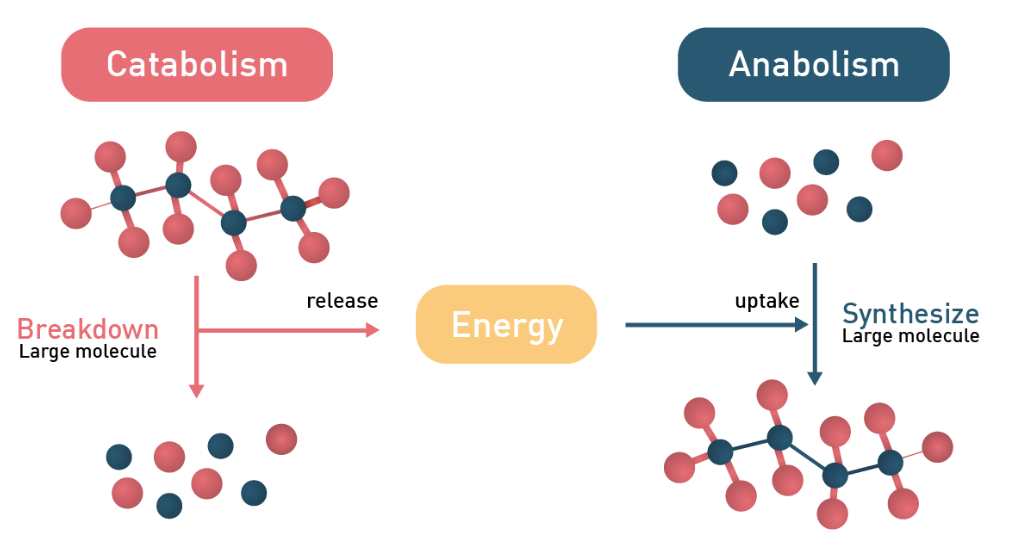 Catabolism
Anabolism
release
Breakdown
Large molecule
Energy
uptake
Synthesize
Large molecule